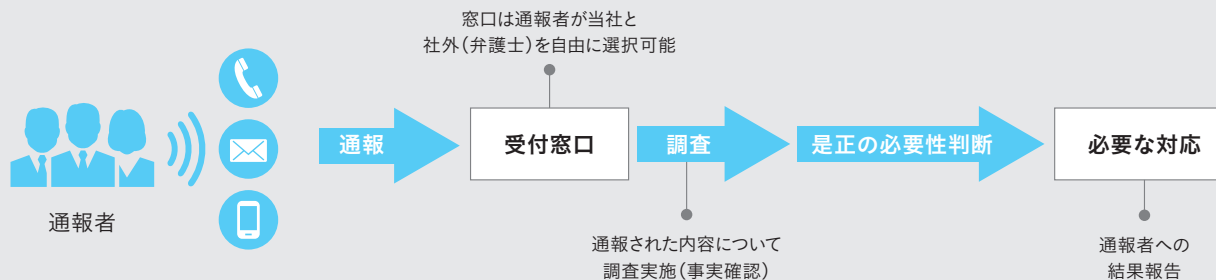 窓口は通報者が当社と
社外（弁護士）を自由に選択可能
通報者
通報
受付窓口
調査
是正の必要性判断
必要な対応
通報された内容について
調査実施（事実確認）
通報者への
結果報告